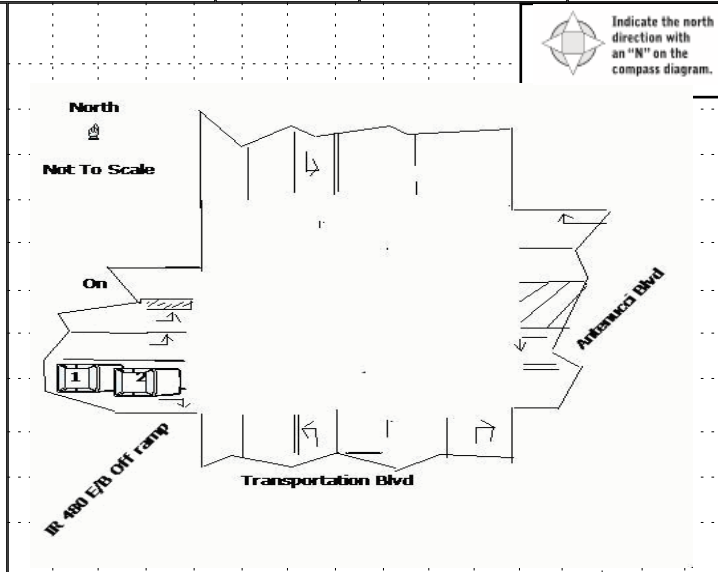 Indicate the north
direction with
an “N” on the
compass diagram.
North
Not To Scale
On
Antenucci Blvd
1
2
IR 480 E/B Off ramp
Transportation Blvd